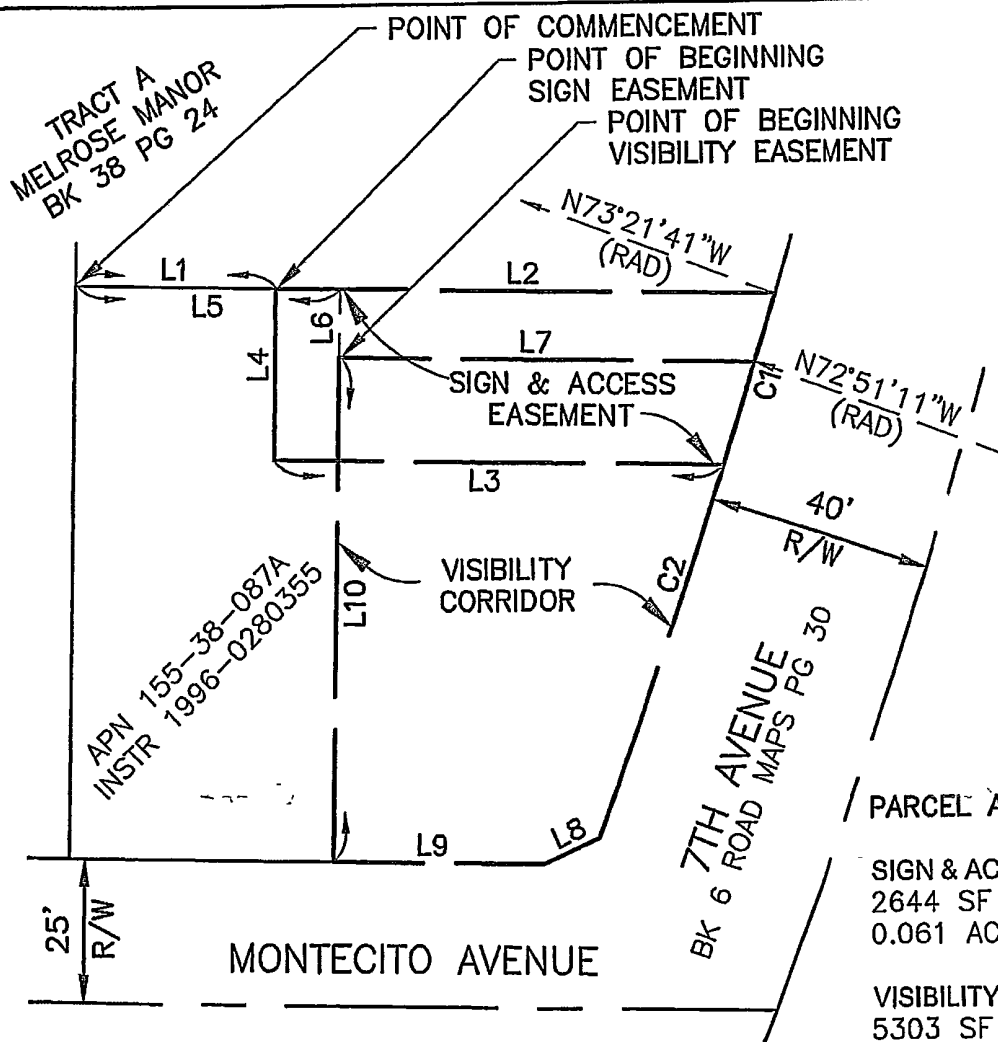 POINT OF COMMENCEMENT
POINT OF BEGINNING
SIGN EASEMENT
POINT OF BEGINNING
VISIBILITY EASEMENT
TRACT A
MELROSE MANOR
BK 38 PG 24
N73°21'41"W
(RAD)
L1
L2
L5
L6
L7
L4
SIGN & ACCESS
EASEMENT
C1
N72°51'11"W
(RAD)
L3
40'
R/W
VISIBILITY
CORRIDOR
C2
L10
APN 155-38-087A
INSTR 1996-0280355
7TH AVENUE
BK 6 ROAD MAPS PG 30
L8
L9
25'
R/W
MONTECITO AVENUE
PARCEL A
SIGN & AC
2644 SF
0.061 AC
VISIBILITY
5303 SF